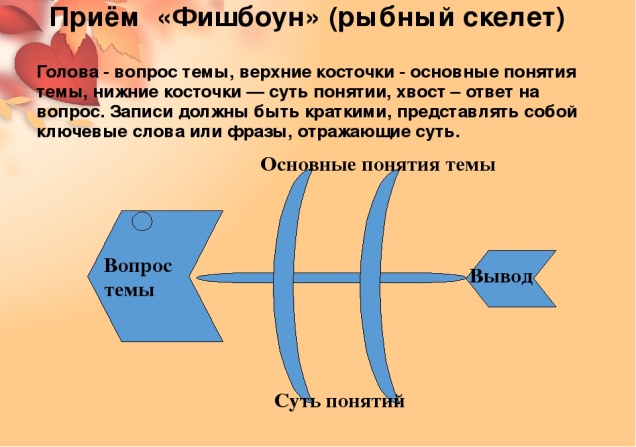 Приём «Фишбоун» (рыбный скелет)
Голова - вопрос темы, верхние косточки - основные понятия
темы, нижние косточки — суть понятии, хвост – ответ на
вопрос. Записи должны быть краткими, представлять собой
ключевые слова или фразы, отражающие суть.
Основные понятия темы
Вопрос
темы
Вывод
Суть понятий